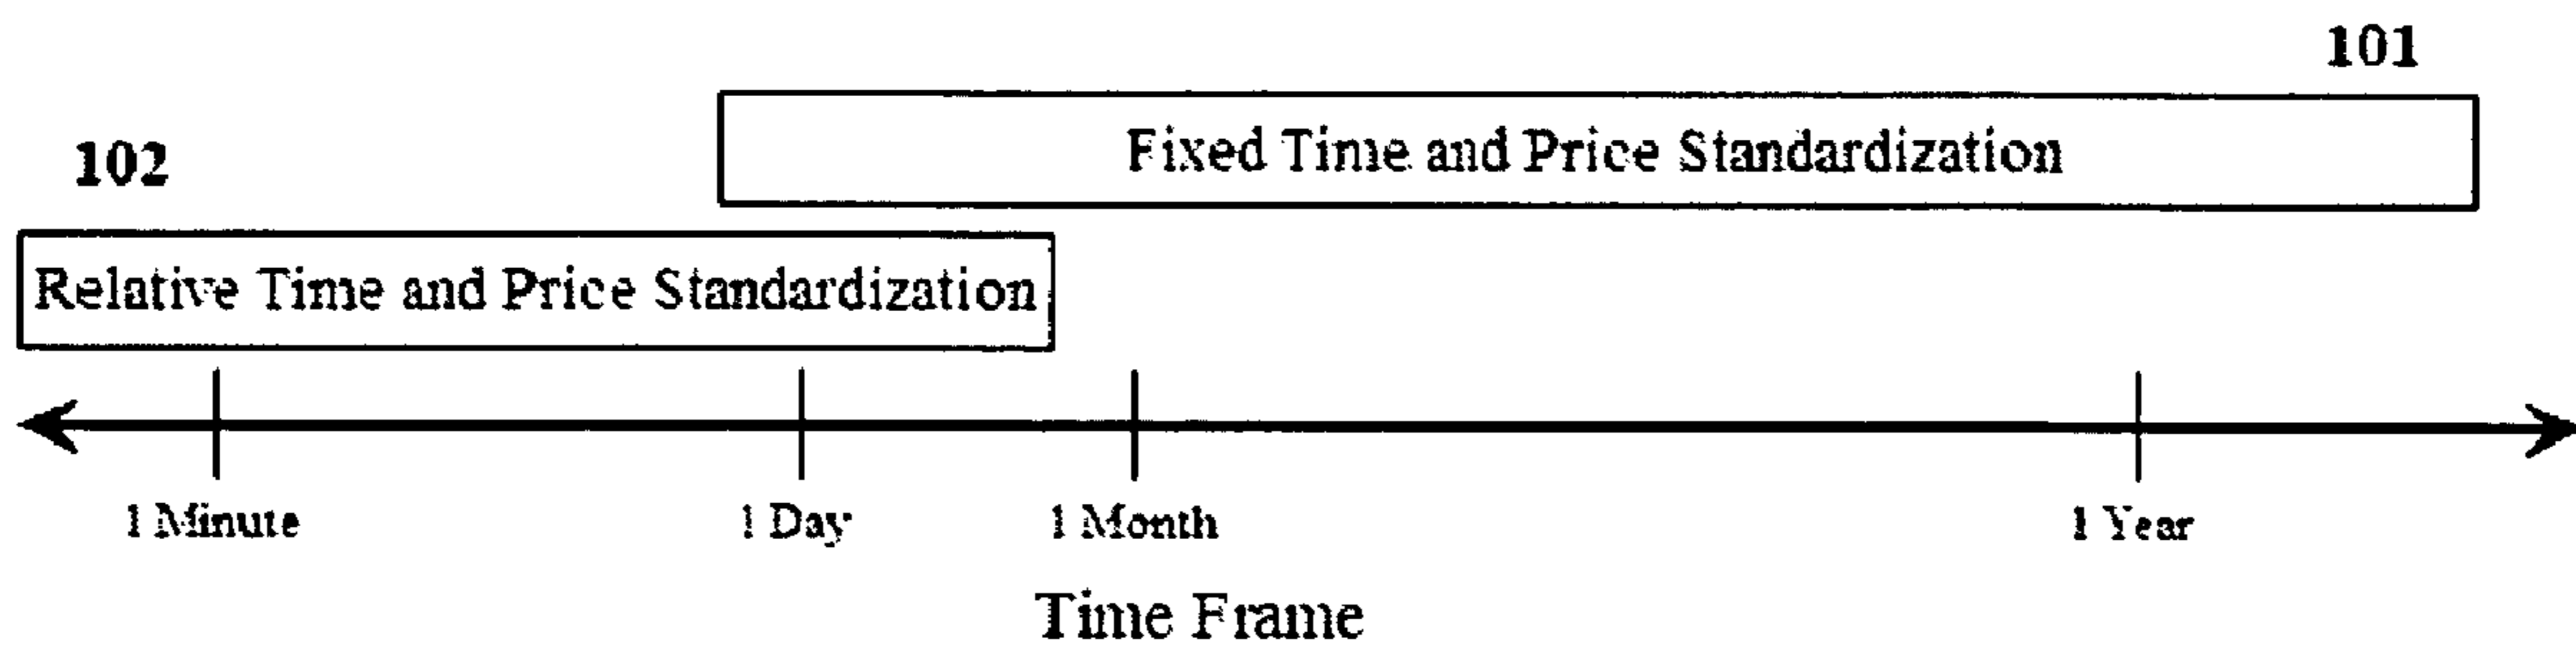 101
Fixed Time and Price Standardization
102
Relative Time and Price Standardization
1 Minute
1 Day
1 Month
1 Year
Time Frame